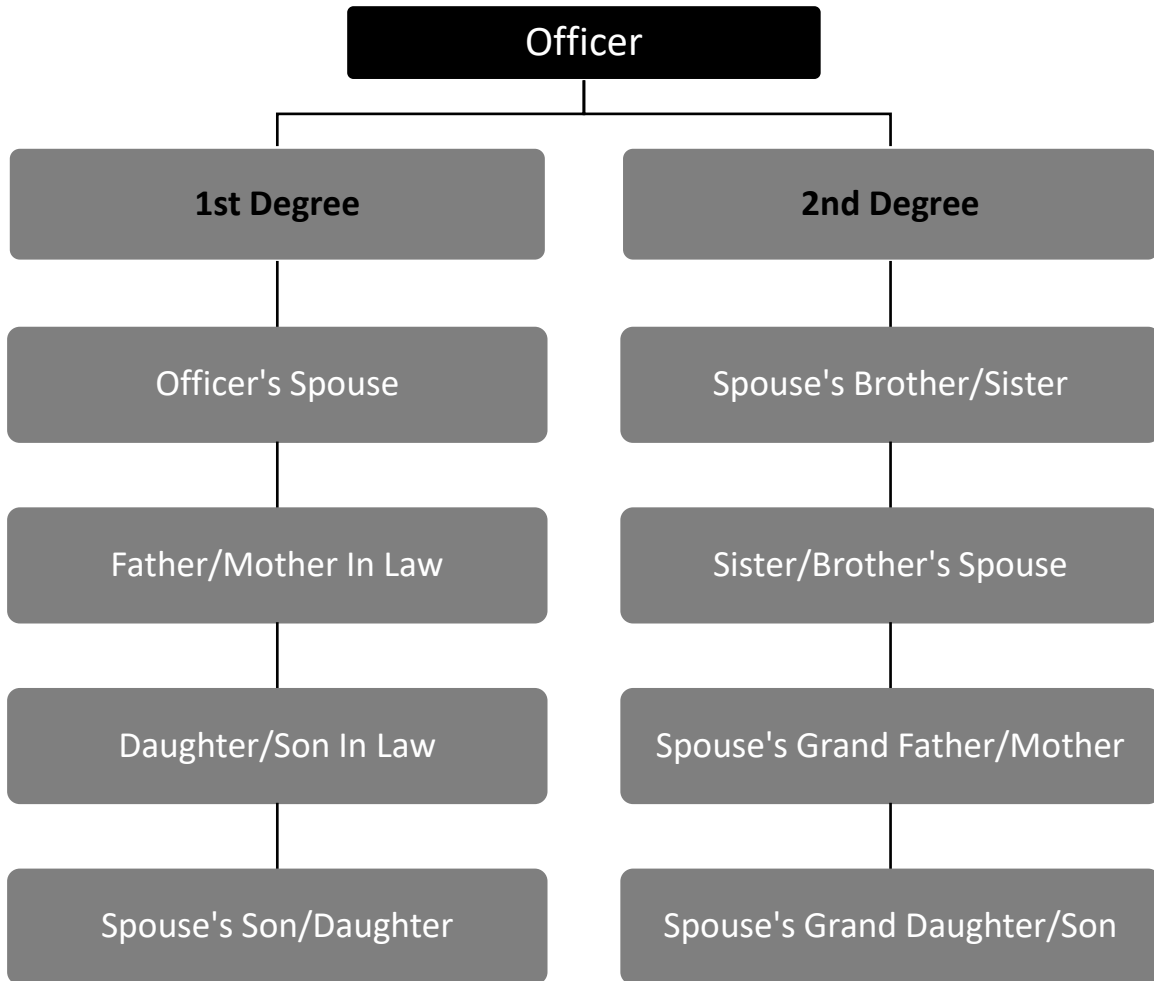 Officer
1st Degree
Officer's Spouse
Father/Mother In Law
Daughter/Son In Law
Spouse's Son/Daughter
2nd Degree
Spouse's Brother/Sister
Sister/Brother's Spouse
Spouse's Grand Father/Mother
Spouse's Grand Daughter/Son